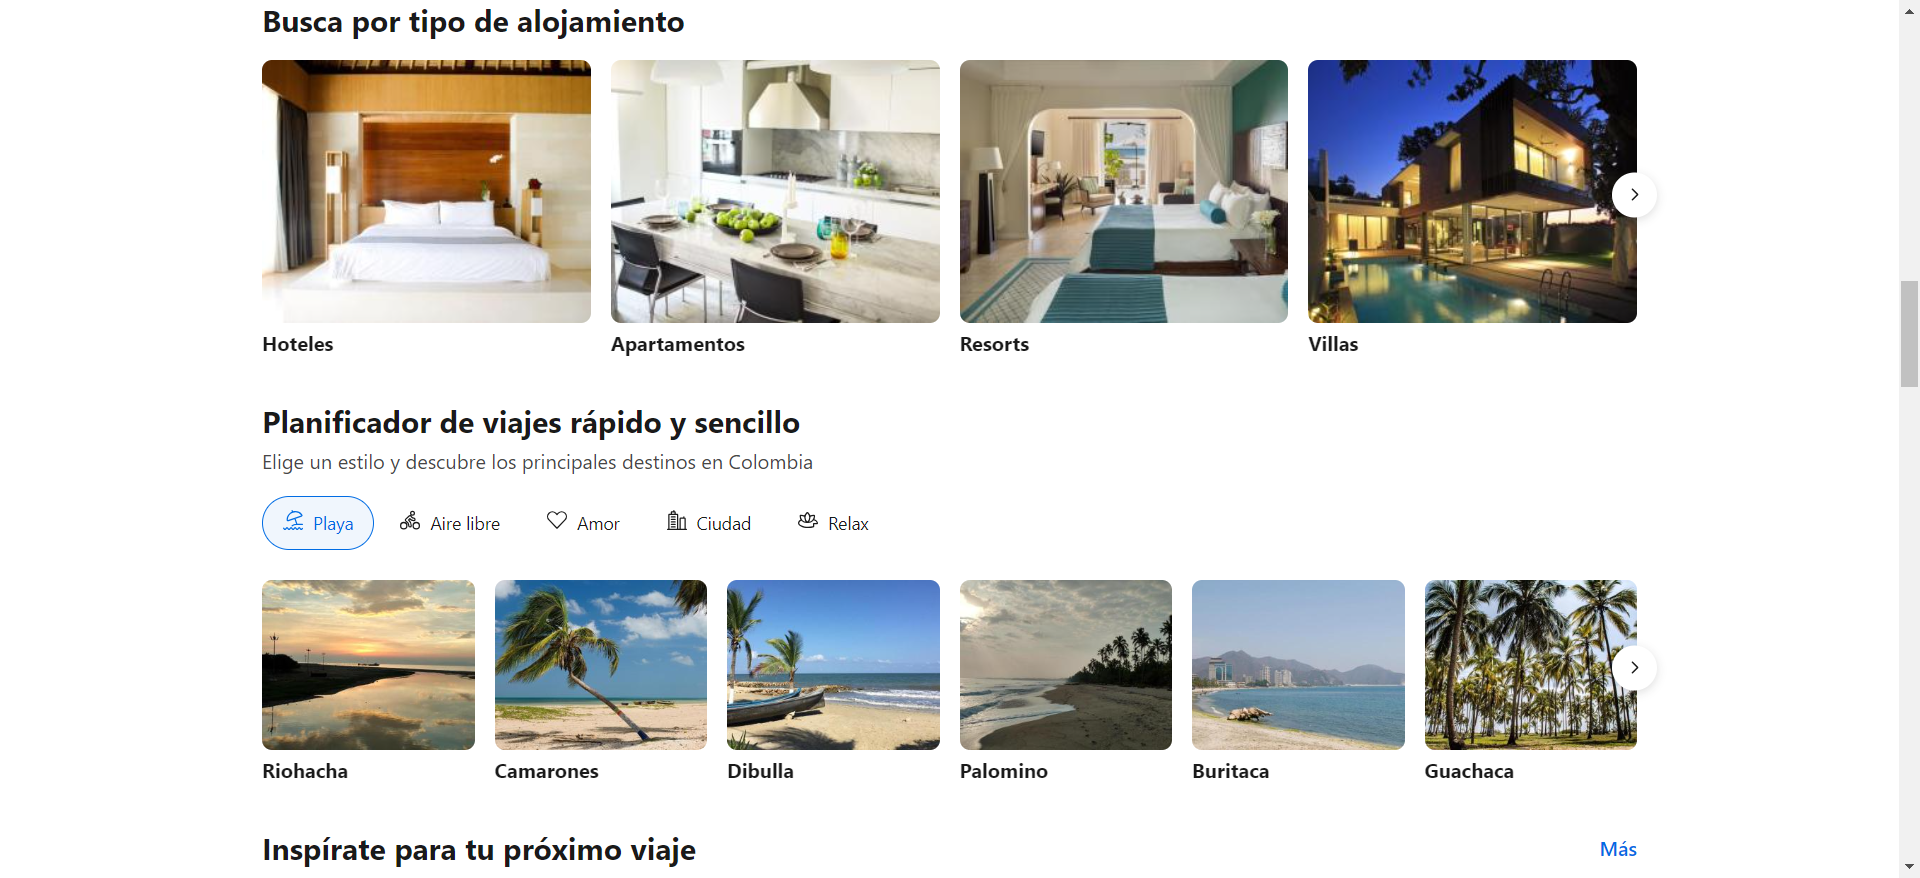 Busca por tipo de alojamiento
Hoteles
Apartamentos
Resorts
Villas
Planificador de viajes rápido y sencillo
Elige un estilo y descubre los principales destinos en Colombia
Playa
Aire libre
Amor
Ciudad
Relax
Riohacha
Camarones
Dibulla
Palomino
Buritaca
Guachaca
Inspírate para tu próximo viaje
Más